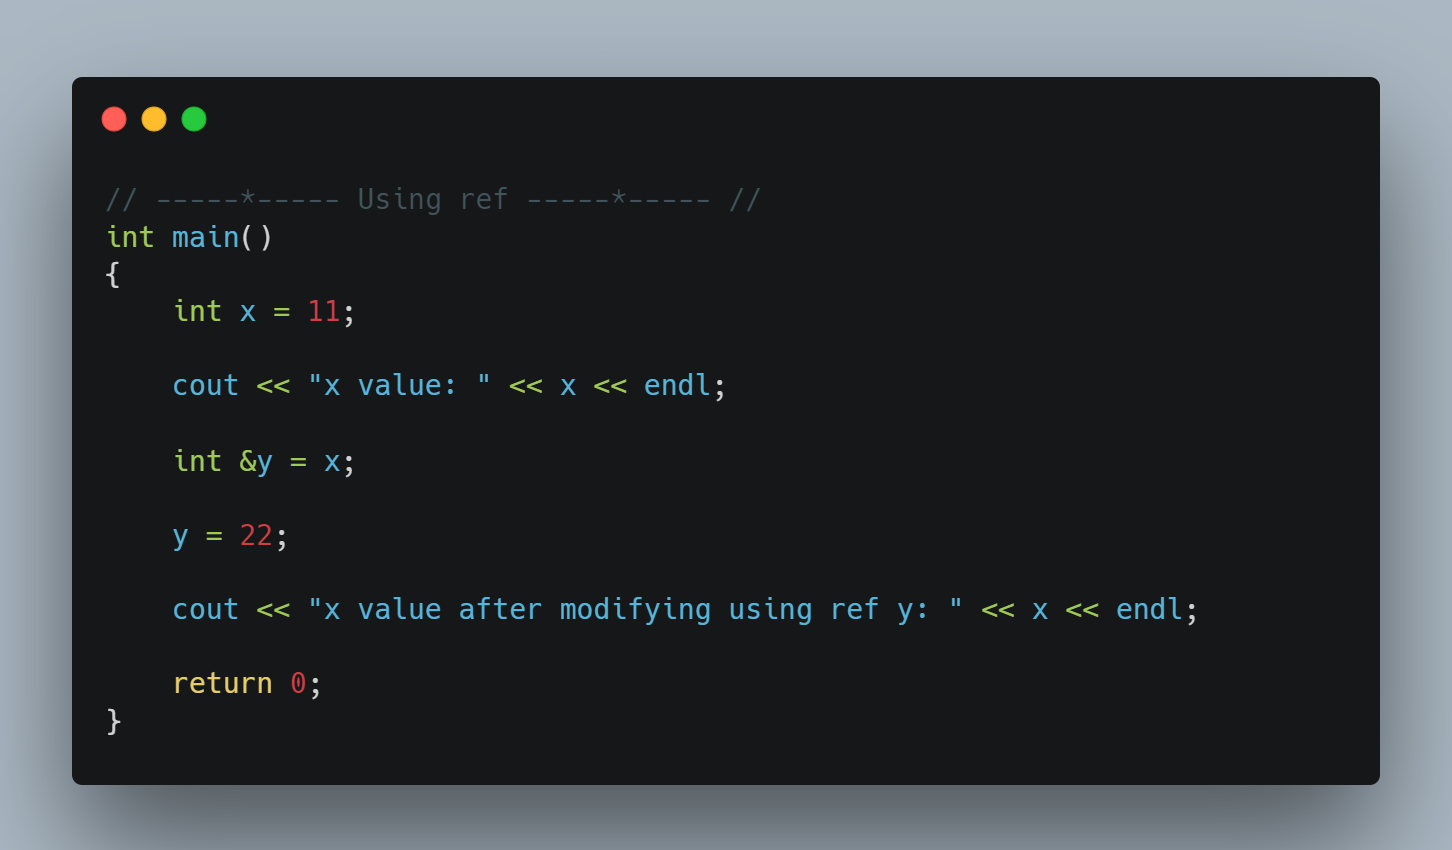 // -----*----- Using ref -----*----- //
int main()
{
    int x = 11;
    cout << "x value: " << x << endl;
    int &y = x;
    y = 22;
    cout << "x value after modifying using ref y: " << x << endl;
    return 0;
}